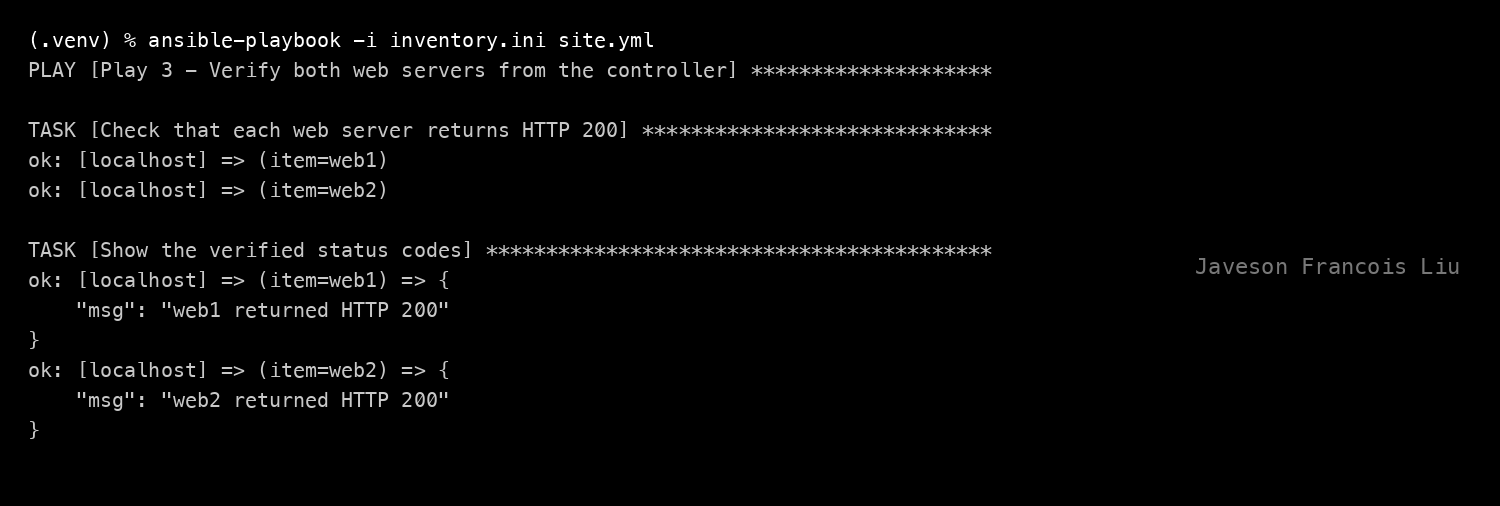 (.venv) % ansible-playbook -i inventory.ini site.yml
PLAY [Play 3 - Verify both web servers from the controller] ********************
TASK [Check that each web server returns HTTP 200] *****************************
ok: [localhost] => (item=web1)
ok: [localhost] => (item=web2)
TASK [Show the verified status codes] ******************************************
Javeson Francois Liu
ok: [localhost] => (item=web1) => {
    "msg": "web1 returned HTTP 200"
}
ok: [localhost] => (item=web2) => {
    "msg": "web2 returned HTTP 200"
}